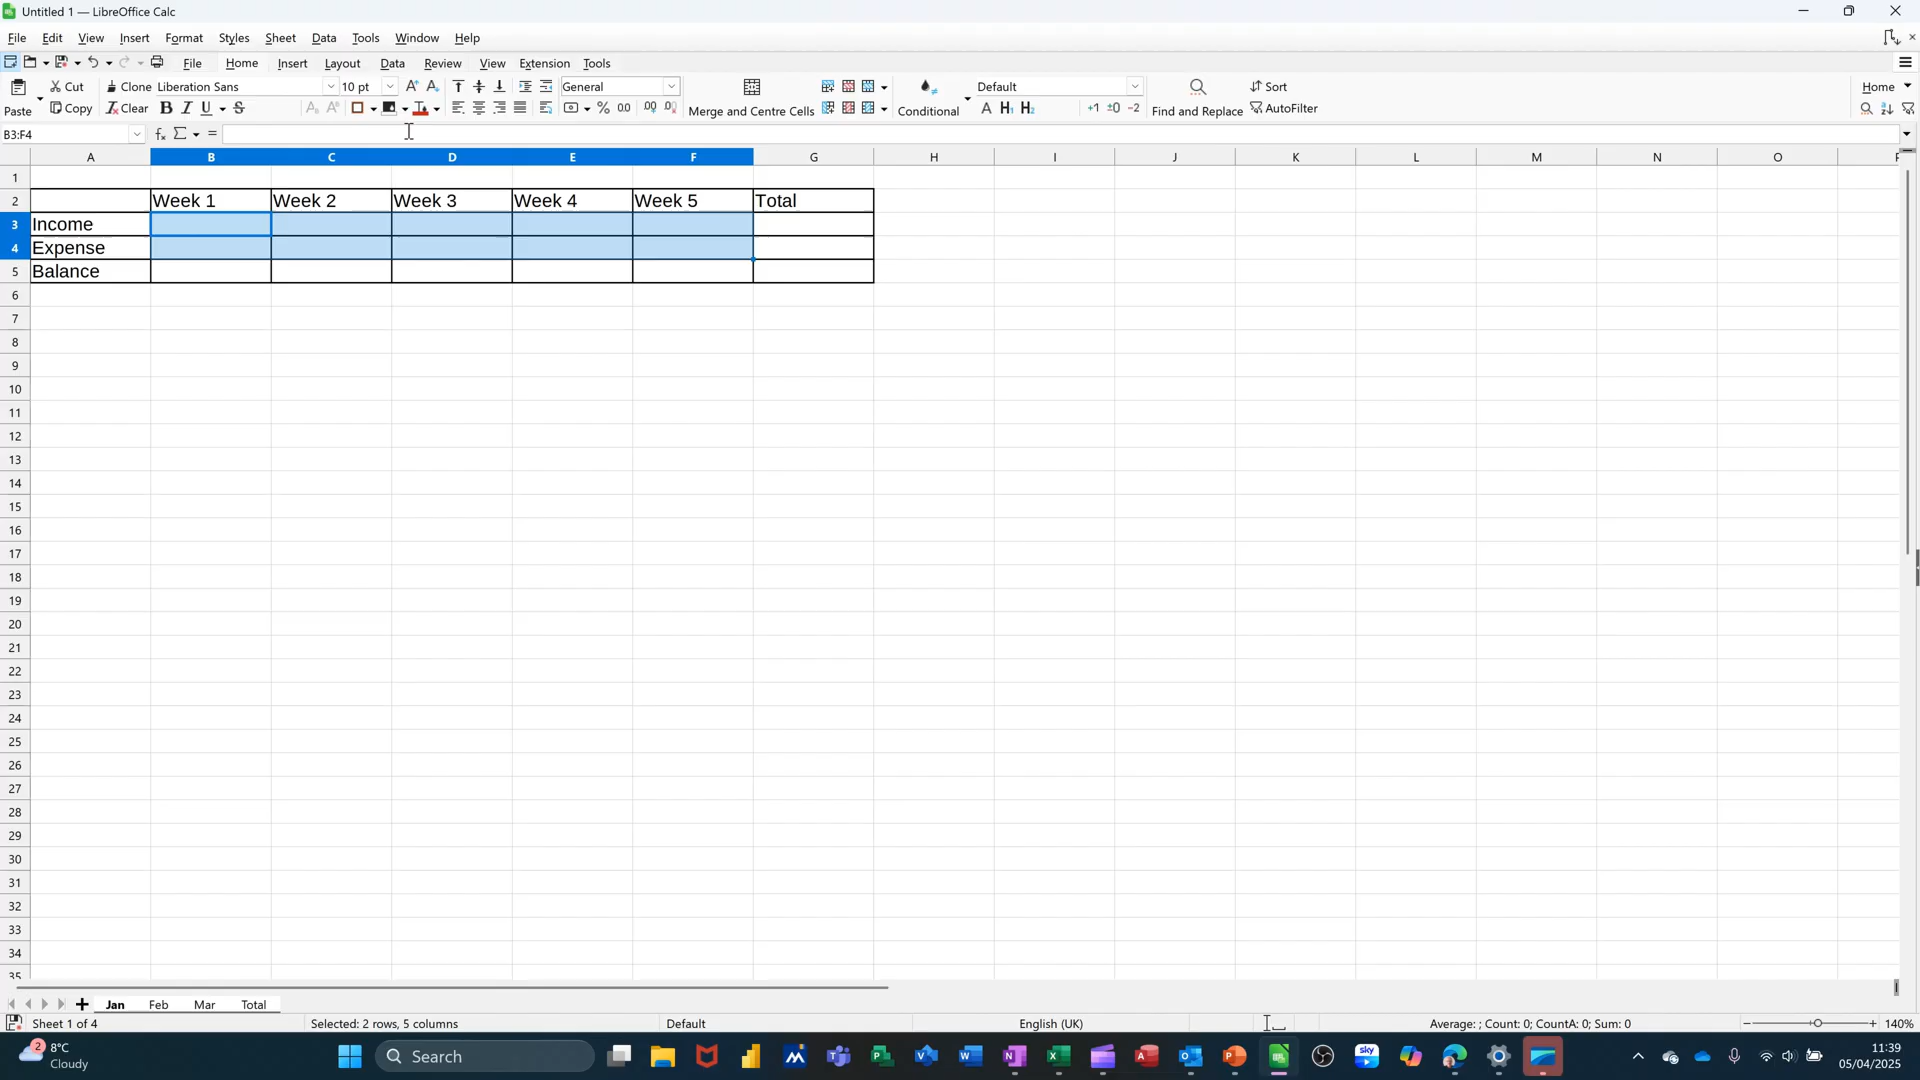 Untitled 1 — LibreOffice Calc
File Edit View Insert Format Styles Sheet Data Tools Window Help
File Home Insert Layout Data Review View Extension Tools
Cut Clone Liberation Sans 10 pt General Default Sort Home
Paste Copy Clear Merge and Centre Cells Conditional Find and Replace AutoFilter
B3:F4
A B C D E F G H I J K L M N O
1
2 Week 1 Week 2 Week 3 Week 4 Week 5 Total
3 Income
4 Expense
5 Balance
6
7
8
9
10
11
12
13
14
15
16
17
18
19
20
21
22
23
24
25
26
27
28
29
30
31
32
33
34
35
Jan Feb Mar Total
Sheet 1 of 4 Selected: 2 rows, 5 columns Default English (UK) Average: ; Count: 0; CountA: 0; Sum: 0 140%
2 8°C Cloudy Search sky 11:39
05/04/2025